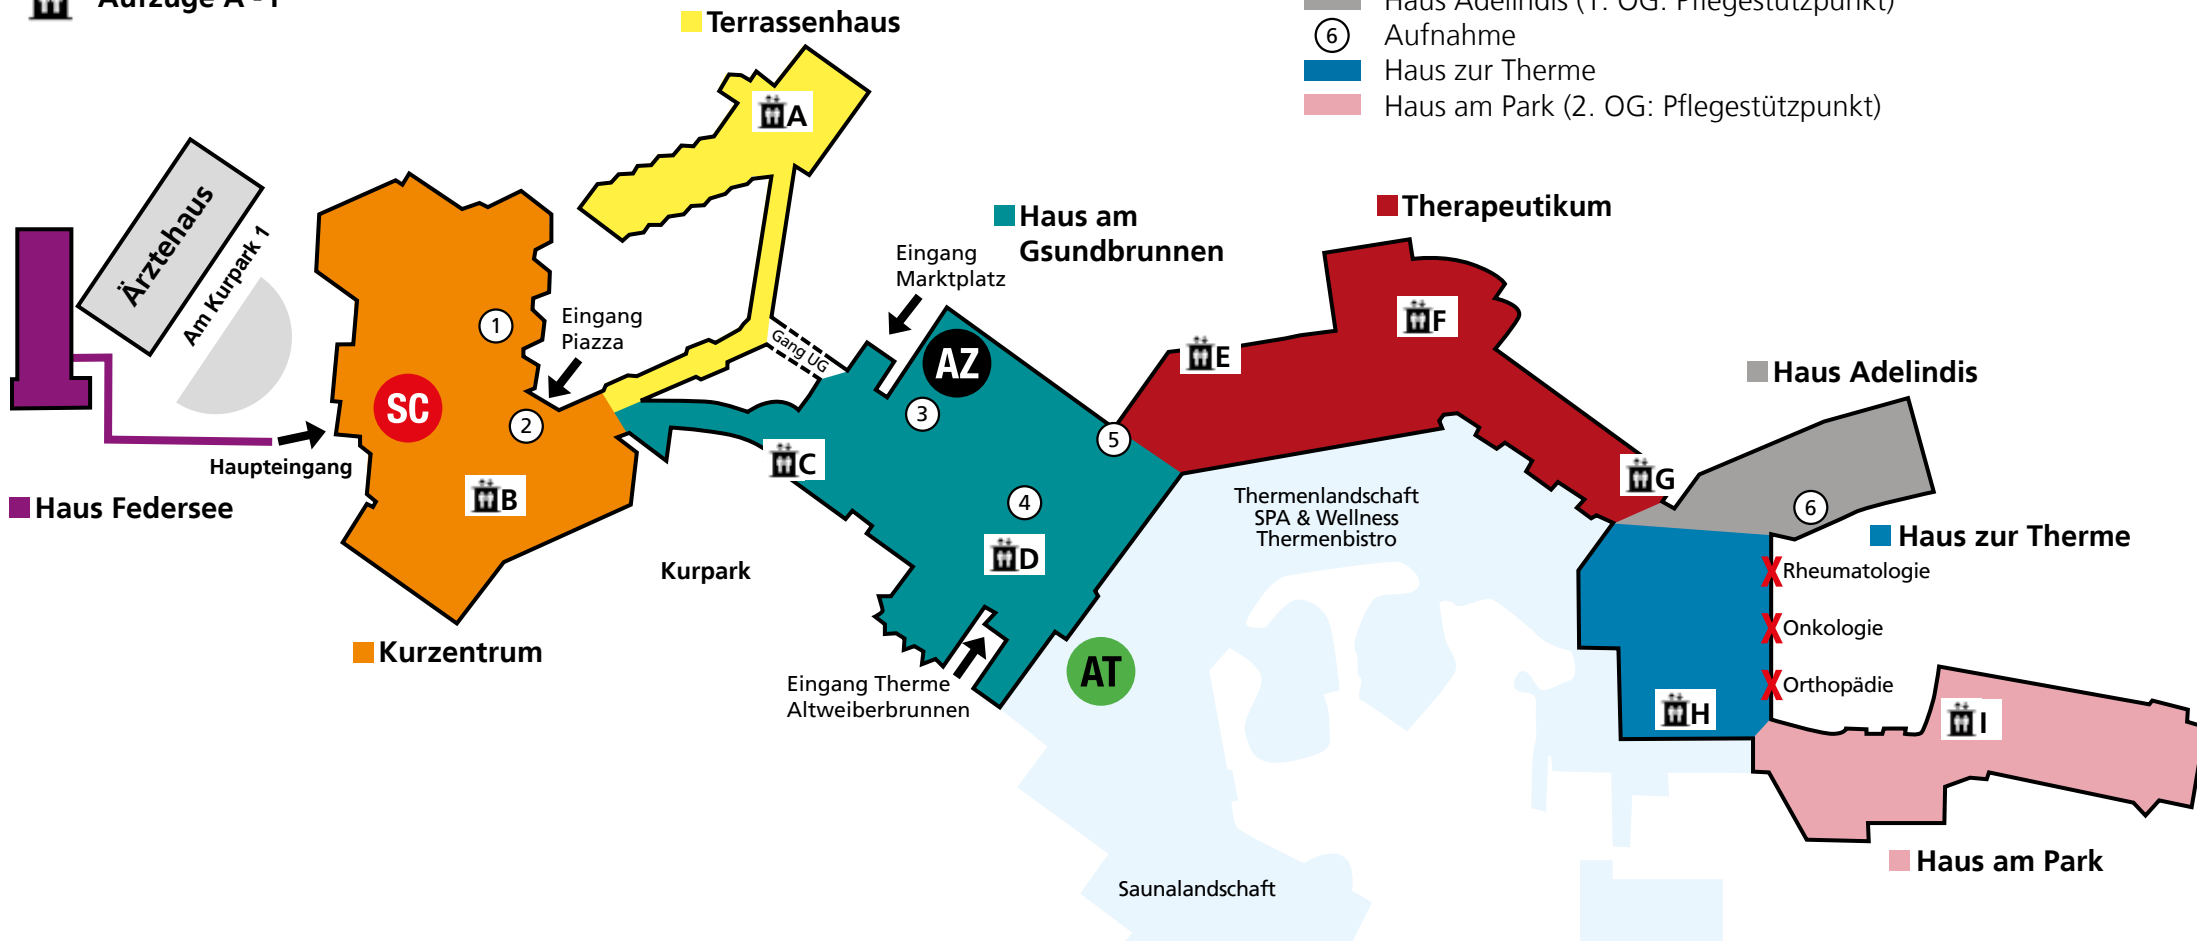 Aufzüge A - I
Haus Adelindis (1. OG: Pflegestützpunkt)
6 Aufnahme
Haus zur Therme
Haus am Park (2. OG: Pflegestützpunkt)
Terrassenhaus
A
Ärztehaus
Am Kurpark 1
Haus am
Gsundbrunnen
Therapeutikum
Eingang
Marktplatz
Eingang
Piazza
Gang UG
1
SC
2
B
AZ
3
C
4
5
D
E
F
G
Haus Adelindis
6
Haupteingang
Haus Federsee
Thermenlandschaft
SPA & Wellness
Thermenbistro
Haus zur Therme
X Rheumatologie
X Onkologie
X Orthopädie
Kurpark
Kurzentrum
Eingang Therme
Altweiberbrunnen
AT
H
I
Haus am Park
Saunalandschaft